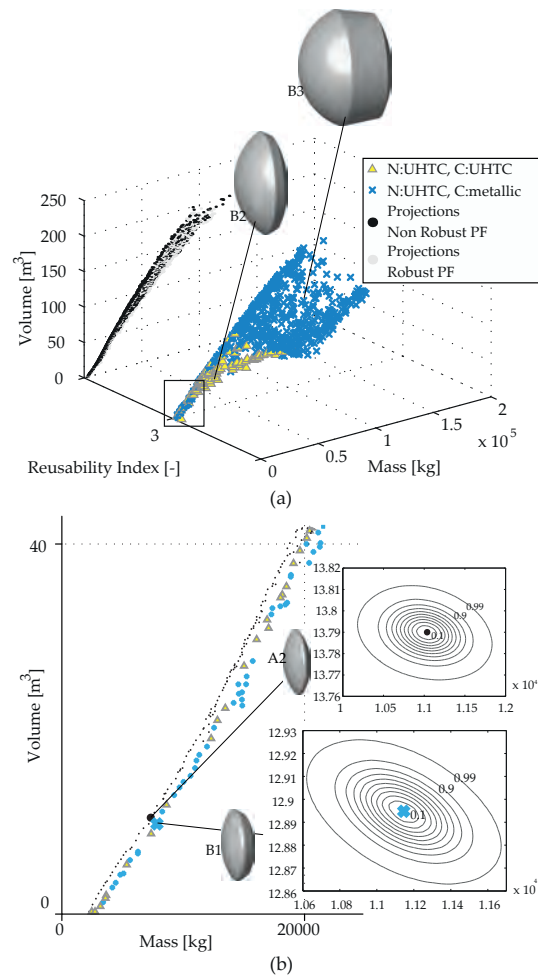 B3
B2
N:UHTC, C:UHTC
N:UHTC, C:metallic
Projections
Non Robust PF
Projections
Robust PF
Volume [m³]
250
200
150
100
50
0
3
Reusability Index [-]
0
0.5
1
1.5
2
x 10⁵
Mass [kg]
(a)
Volume [m³]
40
0
0
20000
Mass [kg]
A2
B1
13.82
13.8
13.79
13.78
13.77
13.76
0.99
0.9
0.1
1
1.05
1.1
1.15
1.2
x 10⁴
12.93
12.91
12.9
12.89
12.88
12.86
0.99
0.9
0.1
1.06
1.08
1.1
1.12
1.14
1.16
x 10⁴
(b)